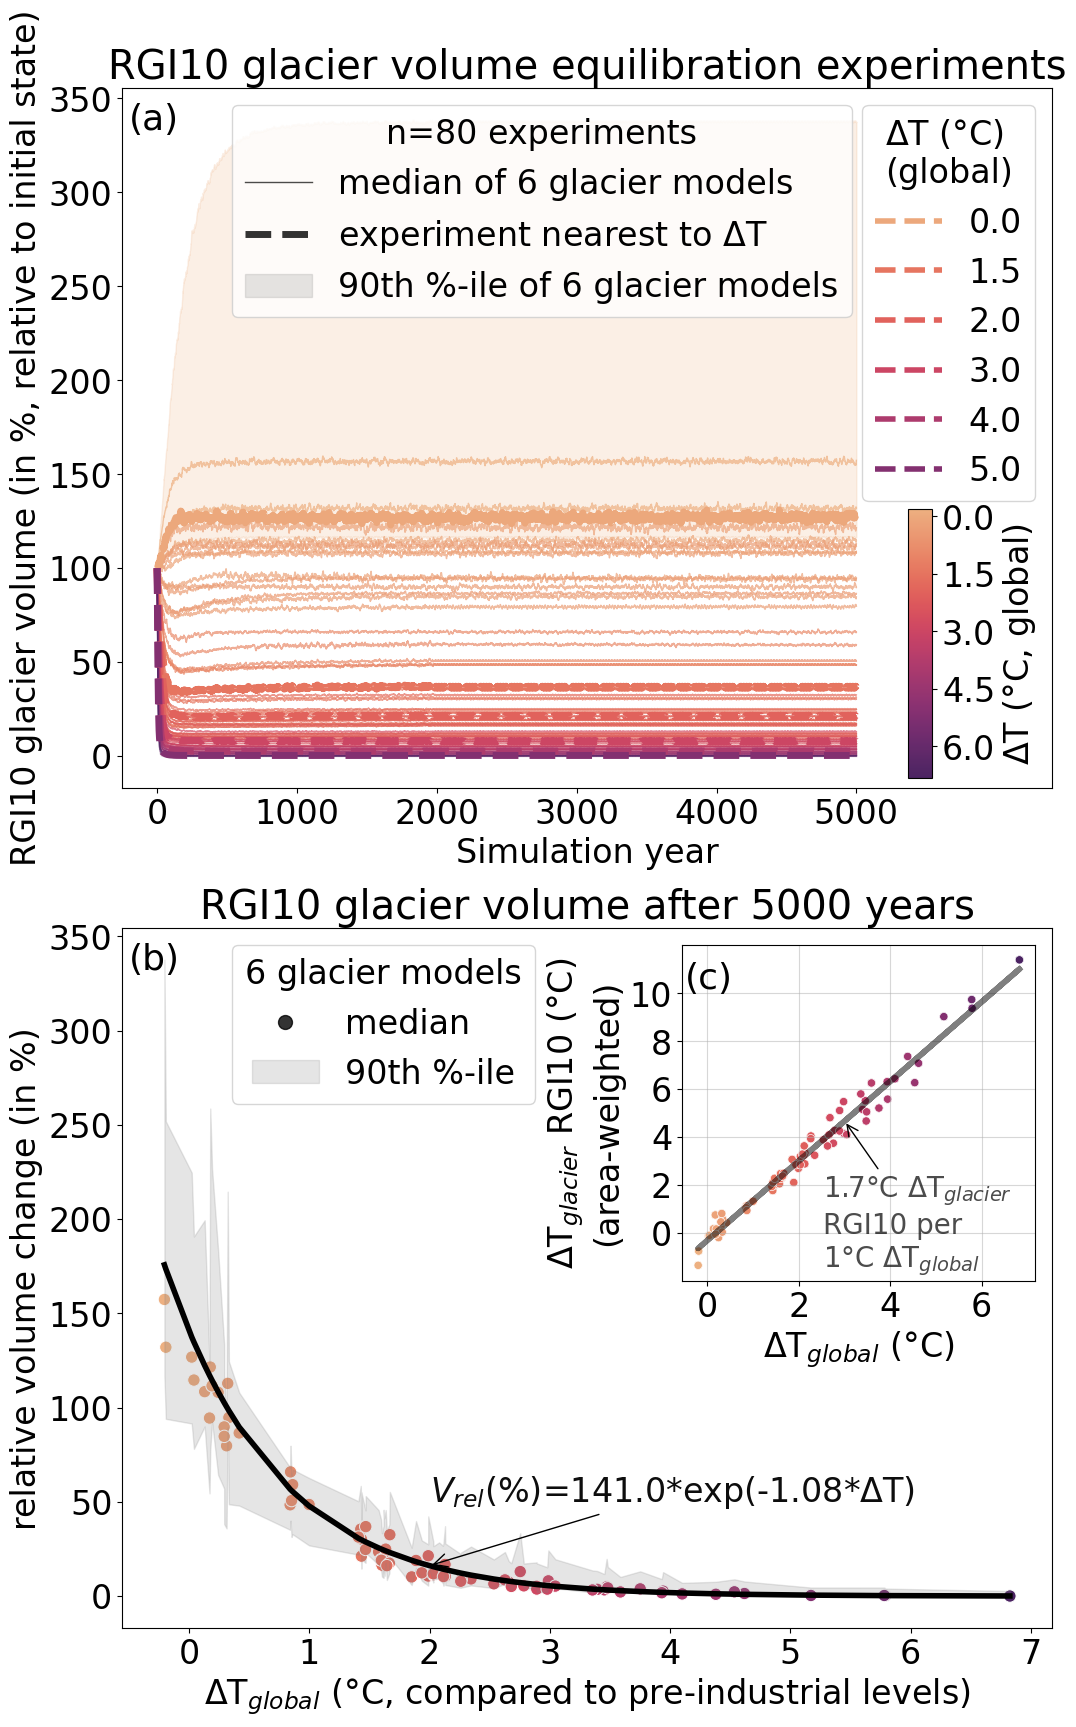 RGI10 glacier volume equilibration experiments
RGI10 glacier volume (in %, relative to initial state)
(a)
350
300
250
200
150
100
50
0
n=80 experiments
median of 6 glacier models
experiment nearest to ΔT
90th %-ile of 6 glacier models
ΔT (°C)
(global)
0.0
1.5
2.0
3.0
4.0
5.0
0.0
1.5
3.0
4.5
6.0
ΔT (°C, global)
0 1000 2000 3000 4000 5000
Simulation year
RGI10 glacier volume after 5000 years
relative volume change (in %)
(b)
350
300
250
200
150
100
50
0
6 glacier models
median
90th %-ile
V_rel(%)=141.0*exp(-1.08*ΔT)
0 1 2 3 4 5 6 7
ΔT_global (°C, compared to pre-industrial levels)
(c)
ΔT_glacier RGI10 (°C)
(area-weighted)
10
8
6
4
2
0
1.7°C ΔT_glacier
RGI10 per
1°C ΔT_global
0 2 4 6
ΔT_global (°C)